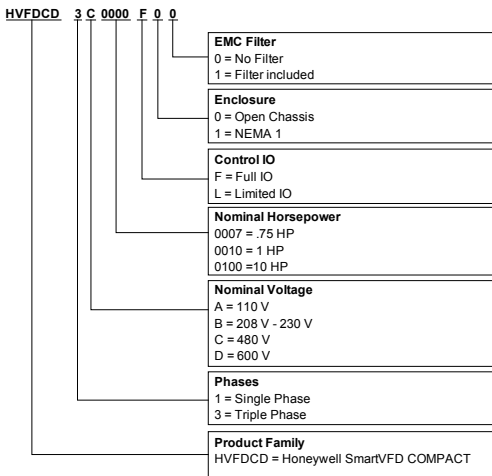 HVFDCD 3 C 0000 F 0 0
EMC Filter
0 = No Filter
1 = Filter included
Enclosure
0 = Open Chassis
1 = NEMA 1
Control IO
F = Full IO
L = Limited IO
Nominal Horsepower
0007 = .75 HP
0010 = 1 HP
0100 =10 HP
Nominal Voltage
A = 110 V
B = 208 V - 230 V
C = 480 V
D = 600 V
Phases
1 = Single Phase
3 = Triple Phase
Product Family
HVFDCD = Honeywell SmartVFD COMPACT